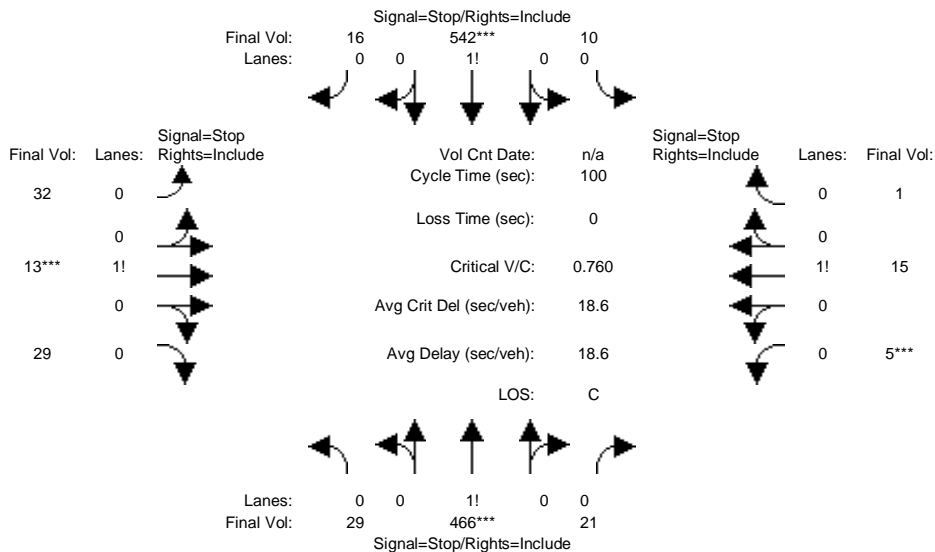 Signal=Stop/Rights=Include
Final Vol: 16 542*** 10
Lanes: 0 0 1! 0 0
Signal=Stop Signal=Stop
Final Vol: Lanes: Rights=Include Vol Cnt Date: n/a Rights=Include Lanes: Final Vol:
Cycle Time (sec): 100
32 0 0 1
Loss Time (sec): 0
0 0
13*** 1! Critical V/C: 0.760 1! 15
0 Avg Crit Del (sec/veh): 18.6 0
29 0 Avg Delay (sec/veh): 18.6 0 5***
LOS: C
Lanes: 0 0 1! 0 0
Final Vol: 29 466*** 21
Signal=Stop/Rights=Include